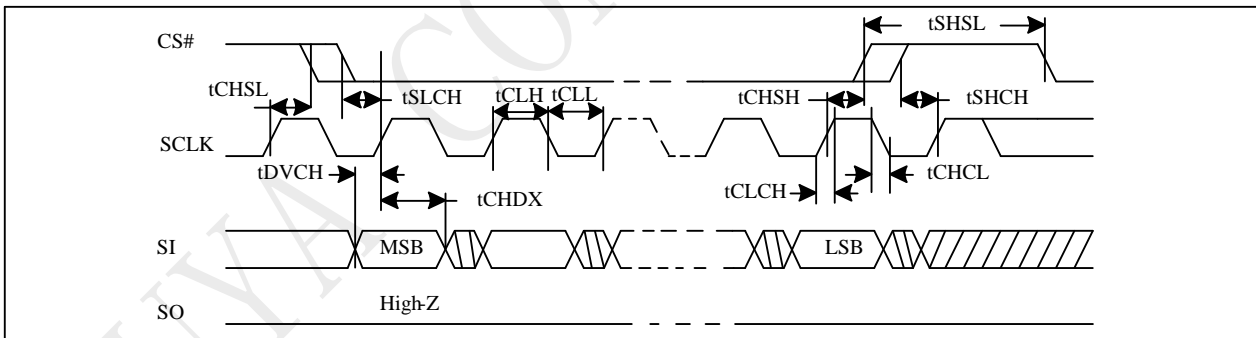 CS#
tSHSL
tCHSL
tSLCH
tCLH
tCLL
tCHSH
tSHCH
SCLK
tDVCH
tCHDX
tCLCH
tCHCL
SI
MSB
LSB
SO
High-Z